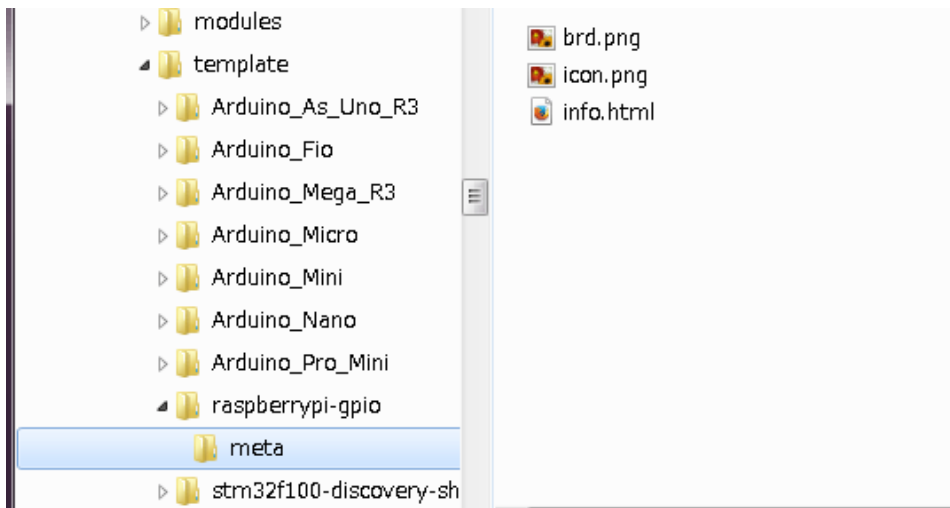 modules
template
Arduino_As_Uno_R3
Arduino_Fio
Arduino_Mega_R3
Arduino_Micro
Arduino_Mini
Arduino_Nano
Arduino_Pro_Mini
raspberrypi-gpio
meta
stm32f100-discovery-sh
brd.png
icon.png
info.html